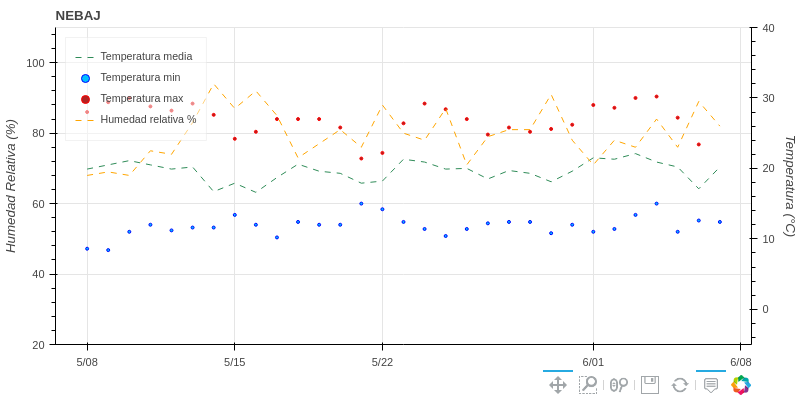 NEBAJ
Temperatura media
Temperatura min
Temperatura max
Humedad relativa %
Humedad Relativa (%)
100
80
60
40
20
Temperatura (°C)
40
30
20
10
0
5/08
5/15
5/22
6/01
6/08